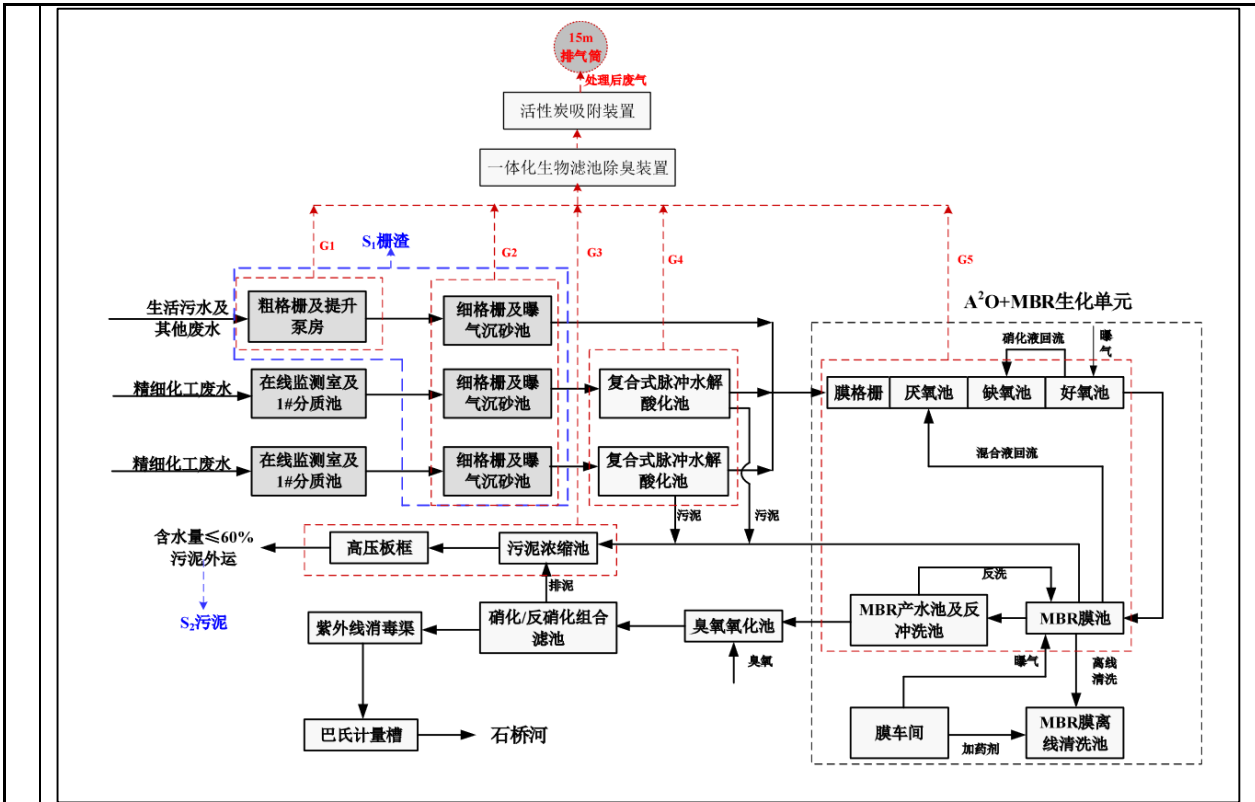 15m
排气筒
处理后废气
活性炭吸附装置
一体化生物滤池除臭装置
G1
S₁栅渣
G2
G3
G4
G5
A²O+MBR生化单元
生活污水及
其他废水
粗格栅及提升
泵房
细格栅及曝
气沉砂池
硝化液回流
曝
气
精细化工废水
在线监测室及
1#分质池
细格栅及曝
气沉砂池
复合式脉冲水解
酸化池
膜格栅
厌氧池
缺氧池
好氧池
混合液回流
精细化工废水
在线监测室及
1#分质池
细格栅及曝
气沉砂池
复合式脉冲水解
酸化池
污泥
污泥
含水量≤60%
污泥外运
高压板框
污泥浓缩池
排泥
反洗
S₂污泥
紫外线消毒渠
硝化/反硝化组合
滤池
臭氧氧化池
MBR产水池及反
冲洗池
MBR膜池
臭氧
曝气
离线
清洗
巴氏计量槽
石桥河
膜车间
加药剂
MBR膜离
线清洗池